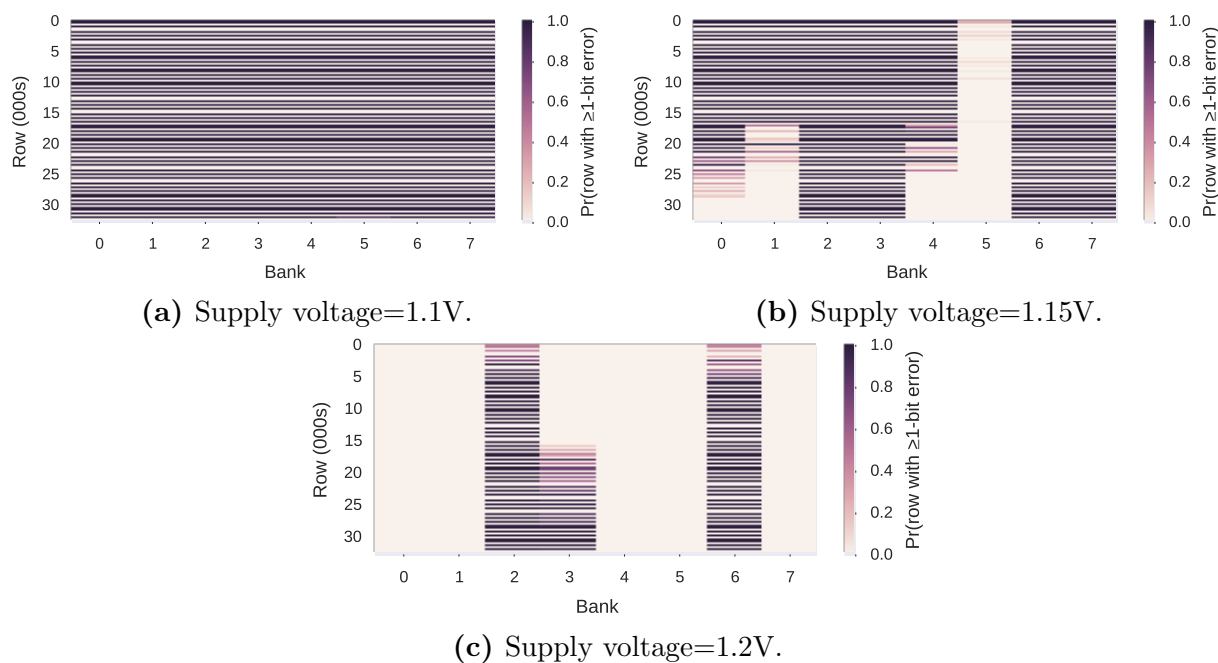 0
5
10
15
20
25
30
Row (000s)
0 1 2 3 4 5 6 7
Bank
1.0
0.8
0.6
0.4
0.2
0.0
Pr(row with ≥1-bit error)
(a) Supply voltage=1.1V.
0
5
10
15
20
25
30
Row (000s)
0 1 2 3 4 5 6 7
Bank
1.0
0.8
0.6
0.4
0.2
0.0
Pr(row with ≥1-bit error)
(b) Supply voltage=1.15V.
0
5
10
15
20
25
30
Row (000s)
0 1 2 3 4 5 6 7
Bank
1.0
0.8
0.6
0.4
0.2
0.0
Pr(row with ≥1-bit error)
(c) Supply voltage=1.2V.